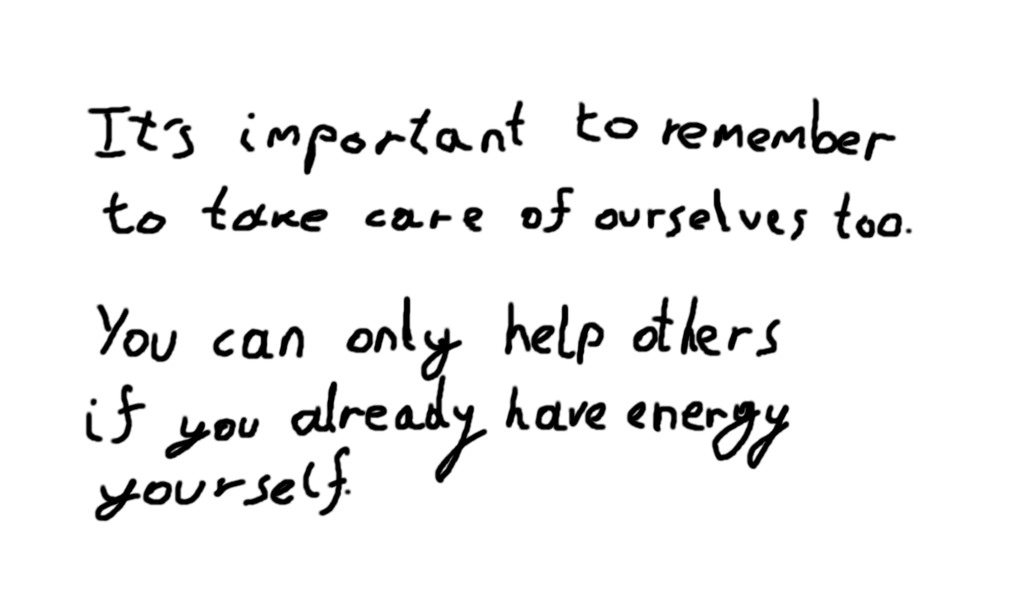 It's important to remember
to take care of ourselves too.
You can only help others
if you already have energy
yourself.